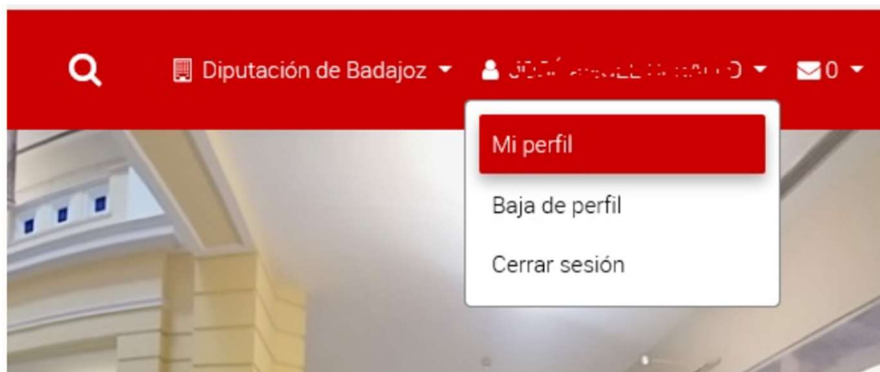 Diputación de Badajoz
0
Mi perfil
Baja de perfil
Cerrar sesión